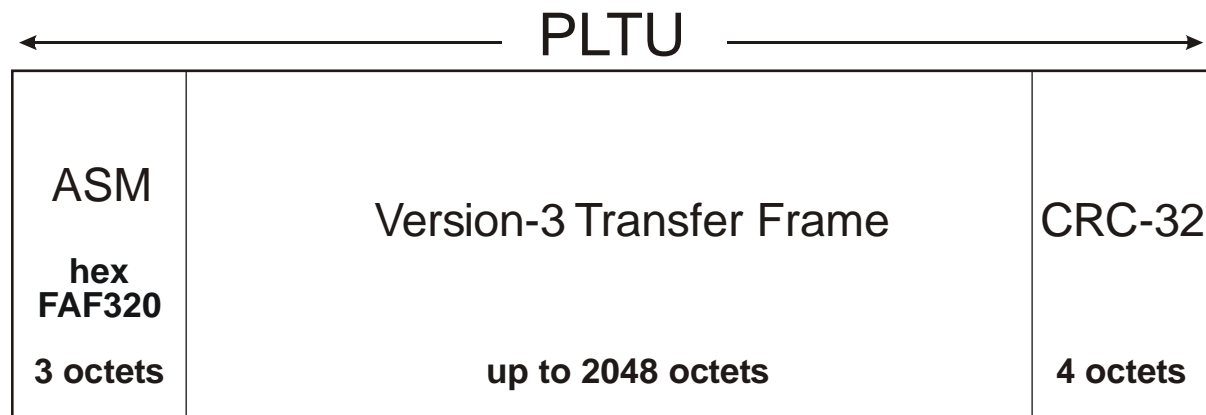 PLTU
ASM
hex
FAF320
3 octets
Version-3 Transfer Frame
up to 2048 octets
CRC-32
4 octets